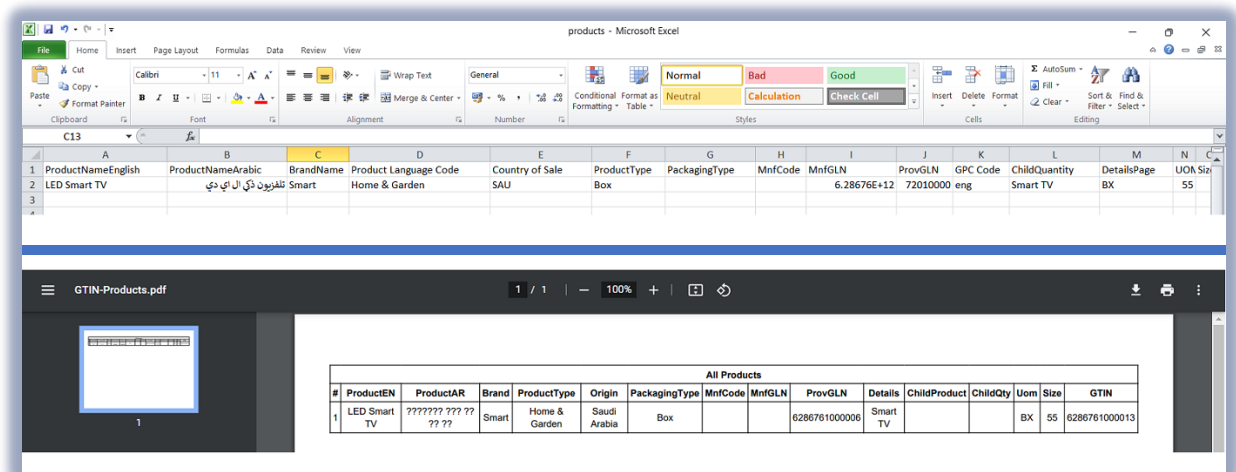 products - Microsoft Excel
File Home Insert Page Layout Formulas Data Review View
Cut
Copy
Format Painter
Paste
Clipboard
Calibri 11
B I U
Font
Wrap Text
Merge & Center
Alignment
General
Number
Conditional Formatting
Format as Table
Normal Bad Good
Neutral Calculation Check Cell
Styles
Insert Delete Format
Cells
AutoSum
Fill
Clear
Sort & Filter
Find & Select
Editing
C13 fx
A B C D E F G H I J K L M N
1 ProductNameEnglish ProductNameArabic BrandName Product Language Code Country of Sale ProductType PackagingType MnfCode MnfGLN ProvGLN GPC Code ChildQuantity DetailsPage UON Siz
2 LED Smart TV تلفزيون ذكي ال اي دي Smart Home & Garden SAU Box 6.28676E+12 72010000 eng Smart TV BX 55
3
4
GTIN-Products.pdf 1 / 1 100%
1
All Products
# ProductEN ProductAR Brand ProductType Origin PackagingType MnfCode MnfGLN ProvGLN Details ChildProduct ChildQty Uom Size GTIN
1 LED Smart TV ??????? ??? ?? ?? ?? Smart Home & Garden Saudi Arabia Box 6286761000006 Smart TV BX 55 6286761000013